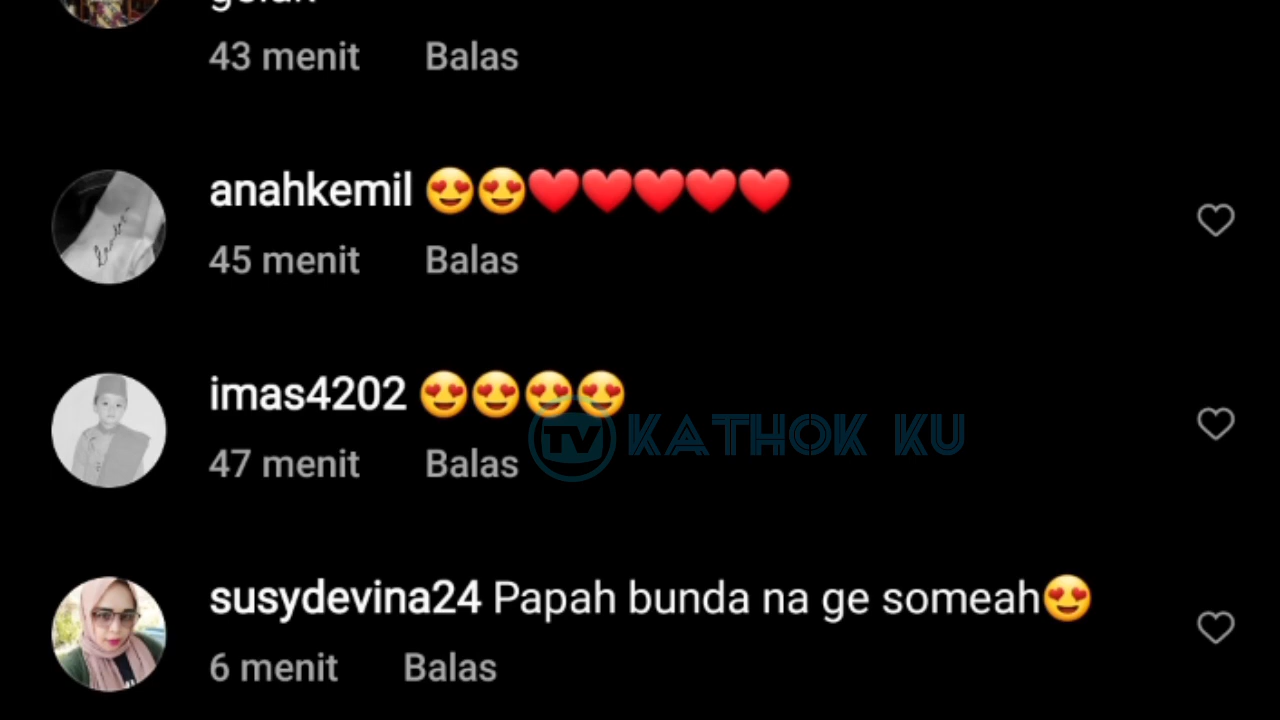 43 menit Balas
anahkemil 😍😍❤️❤️❤️❤️❤️
45 menit Balas
imas4202 😍😍😍😍
TV KATHOK KU
47 menit Balas
susydevina24 Papah bunda na ge someah😍
6 menit Balas